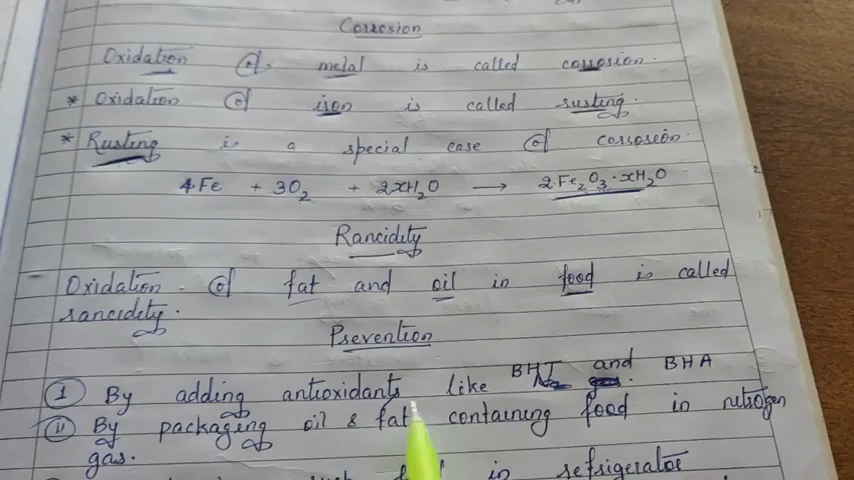 Corrosion
Oxidation of metal is called corrosion.
* Oxidation of iron is called rusting.
* Rusting is a special case of corrosion.
4Fe + 3O₂ + 2xH₂O → 2Fe₂O₃·xH₂O
Rancidity
Oxidation of fat and oil in food is called
rancidity.
Prevention
(I) By adding antioxidants like BHT and BHA
(II) By packaging oil & fat containing food in nitrogen
gas.
in refrigerator